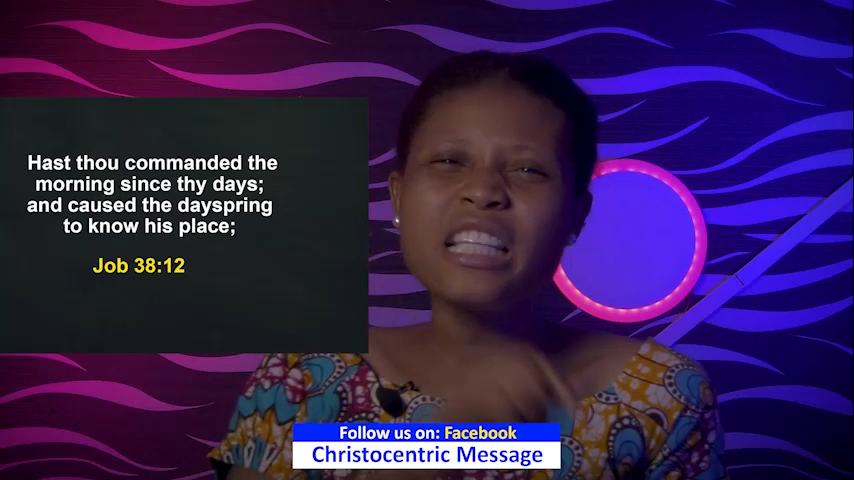 Hast thou commanded the
morning since thy days;
and caused the dayspring
to know his place;
Job 38:12
Follow us on: Facebook
Christocentric Message